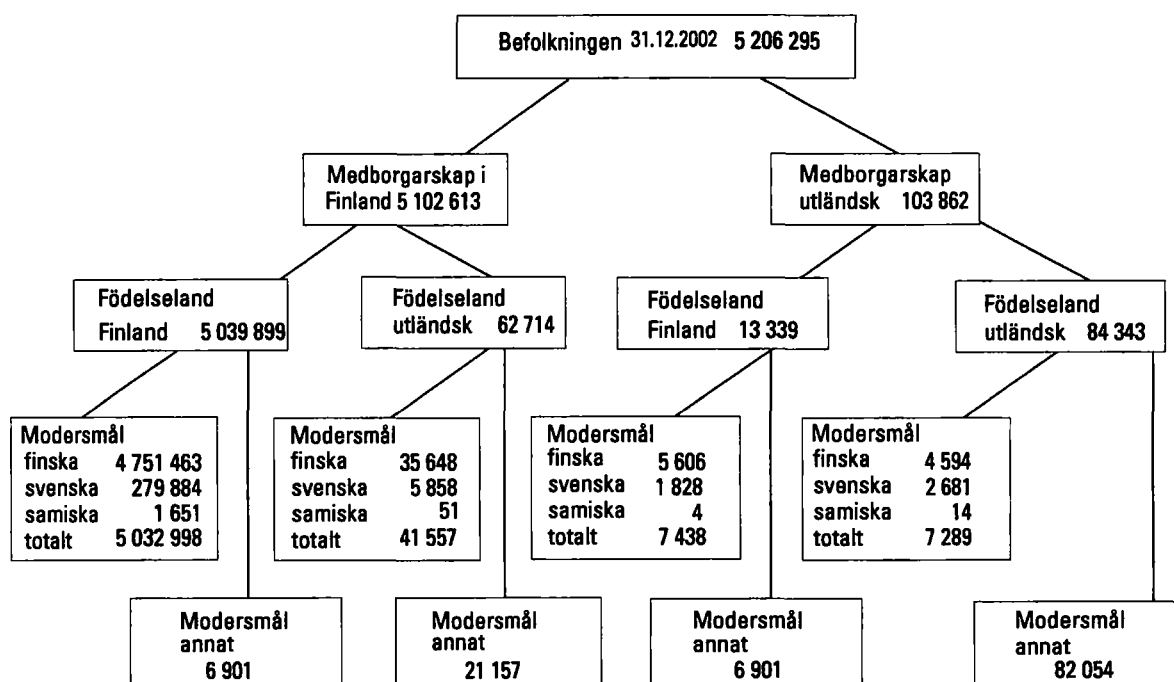 Befolkningen 31.12.2002 5 206 295
Medborgarskap i
Finland 5 102 613
Medborgarskap
utländsk 103 862
Födelseland
Finland 5 039 899
Födelseland
utländsk 62 714
Födelseland
Finland 13 339
Födelseland
utländsk 84 343
Modersmål
finska 4 751 463
svenska 279 884
samiska 1 651
totalt 5 032 998
Modersmål
finska 35 648
svenska 5 858
samiska 51
totalt 41 557
Modersmål
finska 5 606
svenska 1 828
samiska 4
totalt 7 438
Modersmål
finska 4 594
svenska 2 681
samiska 14
totalt 7 289
Modersmål
annat
6 901
Modersmål
annat
21 157
Modersmål
annat
6 901
Modersmål
annat
82 054